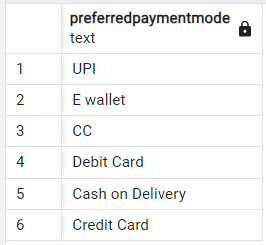 preferredpaymentmode
text
1 UPI
2 E wallet
3 CC
4 Debit Card
5 Cash on Delivery
6 Credit Card